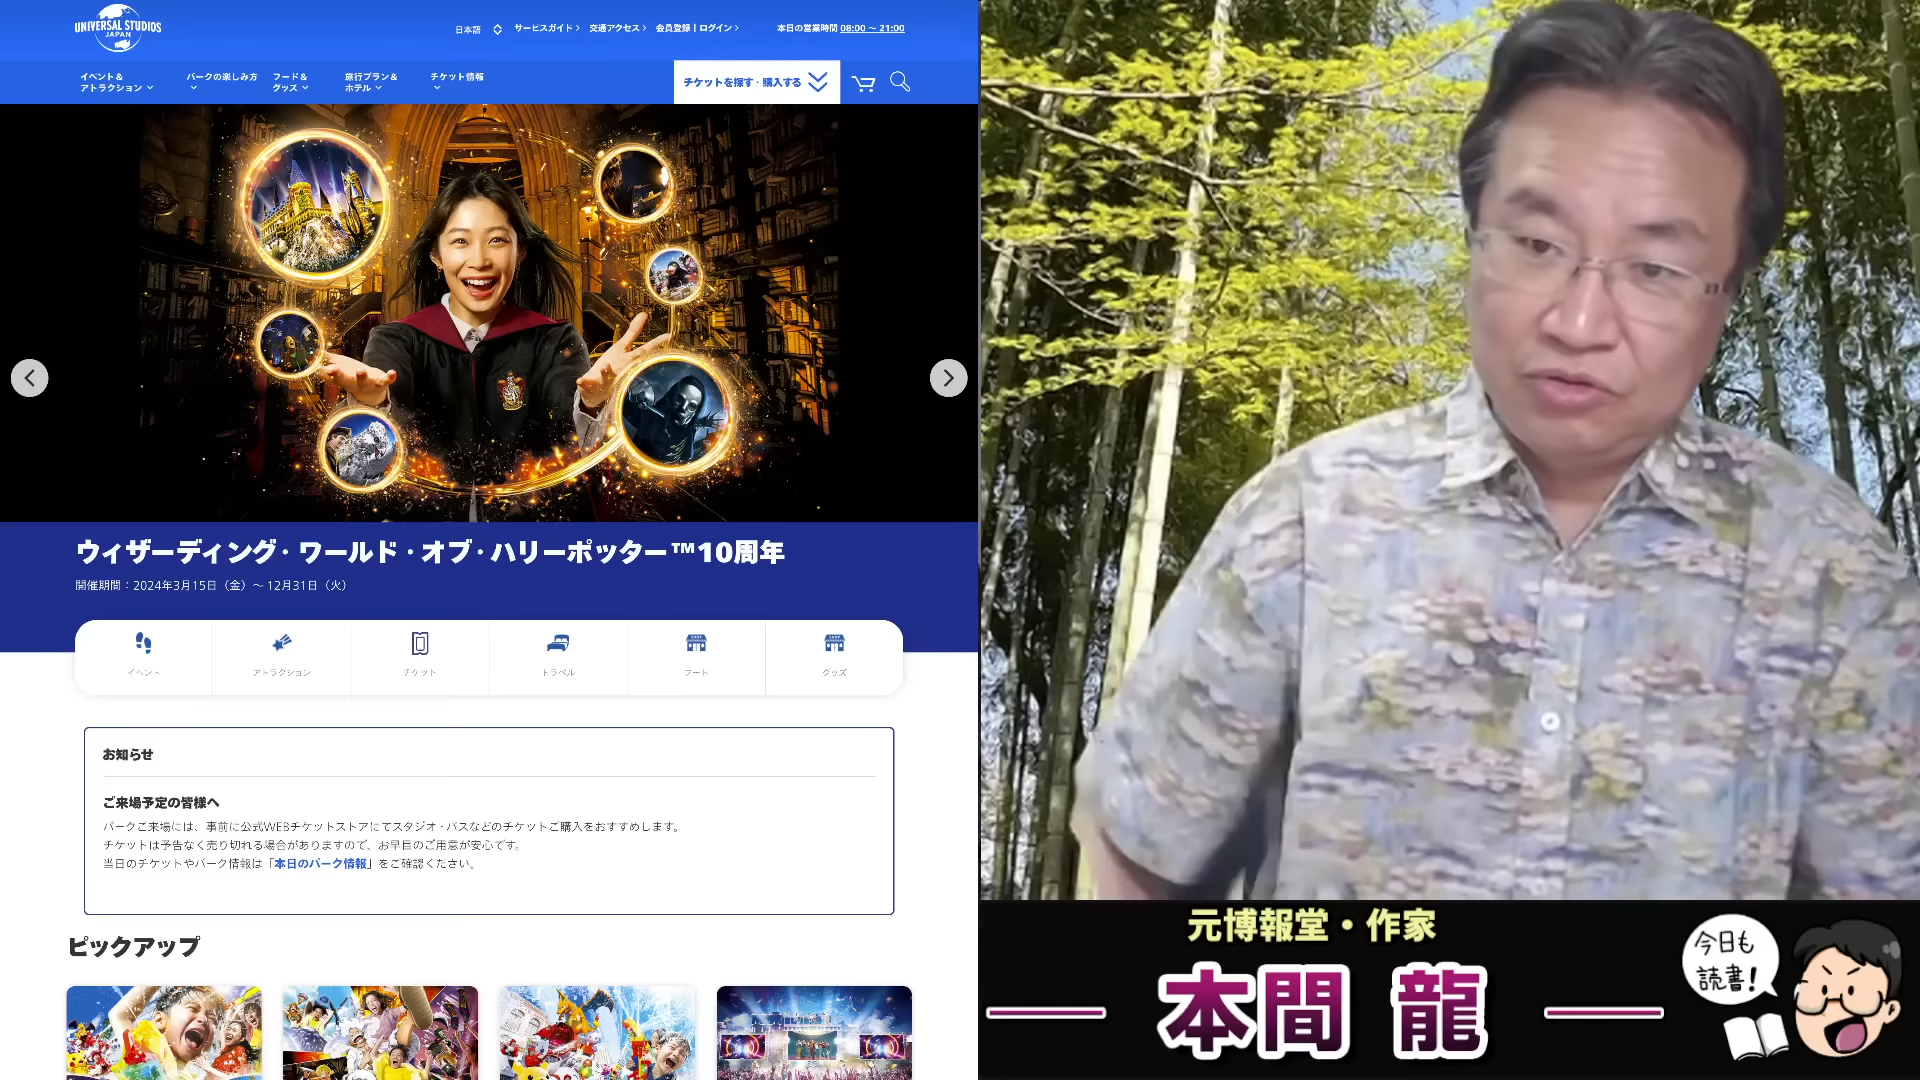 UNIVERSAL STUDIOS
JAPAN
日本語
サービスガイド
交通アクセス
会員登録 | ログイン
本日の営業時間 08:00 ～ 21:00
イベント＆
アトラクション
パークの楽しみ方
フード＆
グッズ
旅行プラン＆
ホテル
チケット情報
チケットを探す・購入する
ウィザーディング・ワールド・オブ・ハリーポッター™10周年
開催期間：2024年3月15日（金）～ 12月31日（火）
イベント
アトラクション
チケット
トラベル
フード
グッズ
お知らせ
ご来場予定の皆様へ
パークご来場には、事前に公式WEBチケットストアにてスタジオ・パスなどのチケットご購入をおすすめします。
チケットは予告なく売り切れる場合がありますので、お早目のご用意が安心です。
当日のチケットやパーク情報は「本日のパーク情報」をご確認ください。
ピックアップ
元博報堂・作家
本間 龍
今日も
読書!